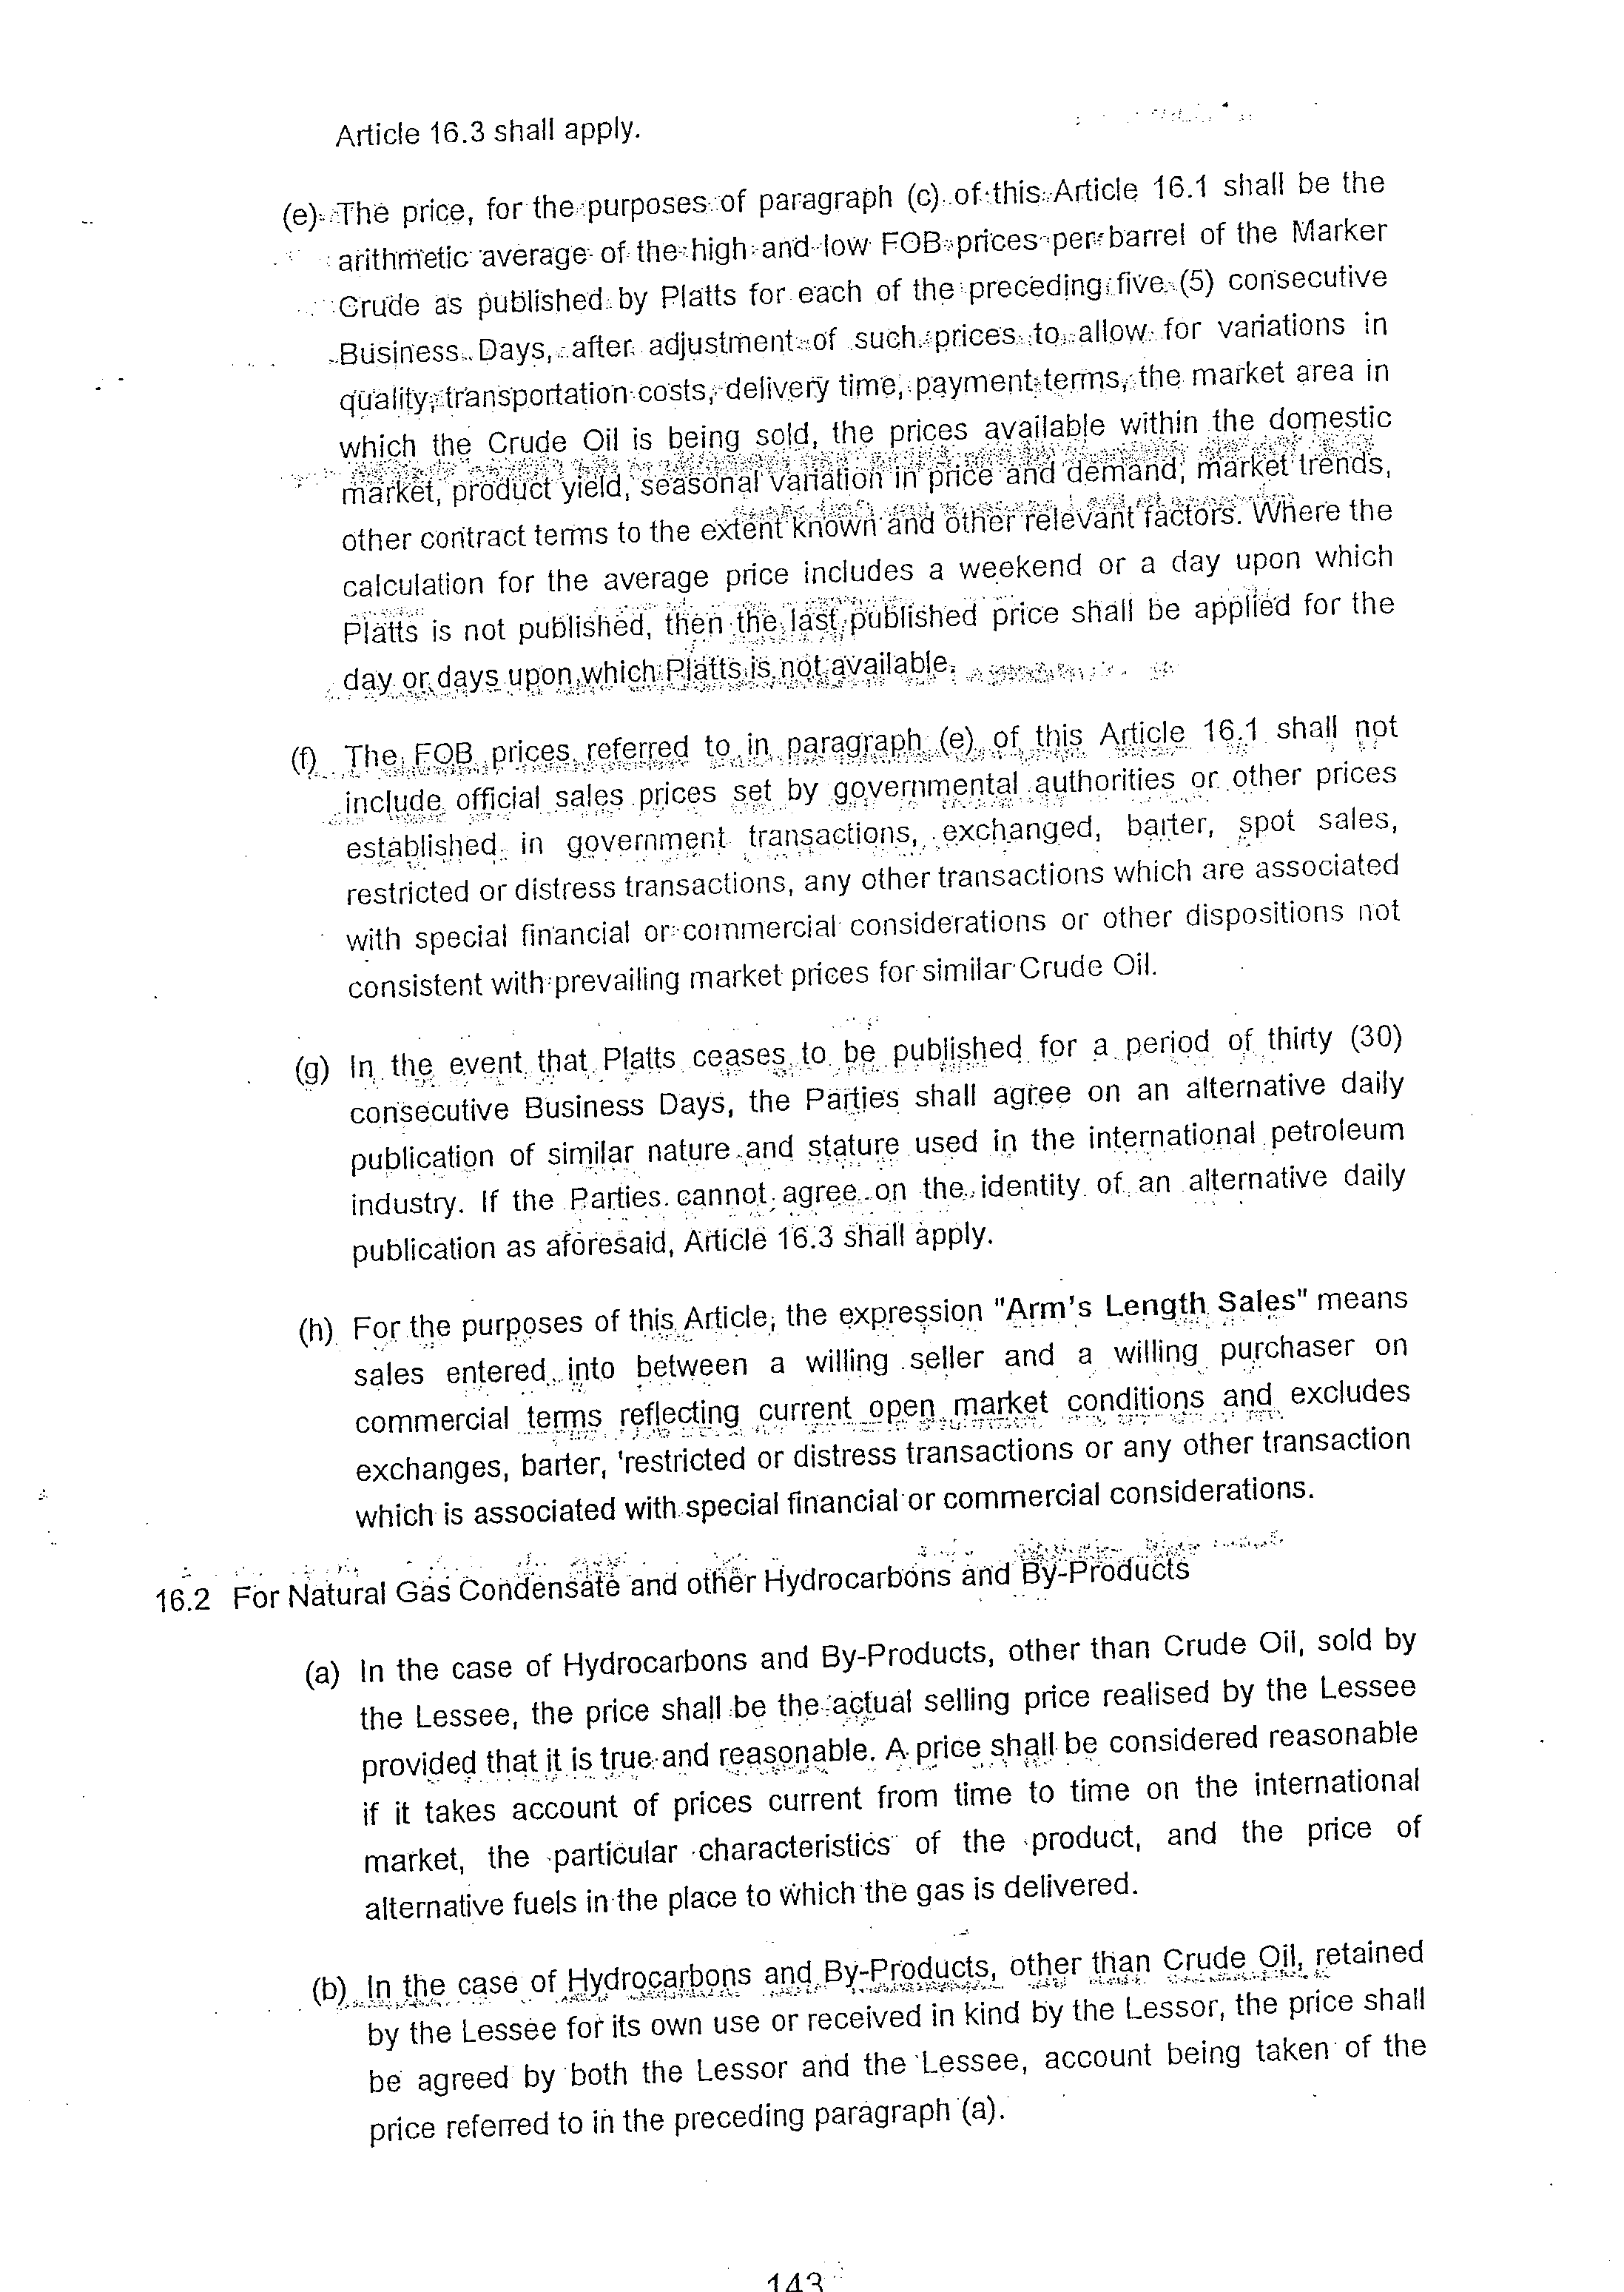 Article 16.3 shall apply.
(e) The price, for the purposes of paragraph (c) of this Article 16.1 shall be the
arithmetic average of the high and low FOB prices per barrel of the Marker
Crude as published by Platts for each of the preceding five (5) consecutive
Business Days, after adjustment of such prices to allow for variations in
quality, transportation costs, delivery time, payment terms, the market area in
which the Crude Oil is being sold, the prices available within the domestic
market, product yield, seasonal variation in price and demand, market trends,
other contract terms to the extent known and other relevant factors. Where the
calculation for the average price includes a weekend or a day upon which
Platts is not published, then the last published price shall be applied for the
day or days upon which Platts is not available.
(f) The FOB prices referred to in paragraph (e) of this Article 16.1 shall not
include official sales prices set by governmental authorities or other prices
established in government transactions, exchanged, barter, spot sales,
restricted or distress transactions, any other transactions which are associated
with special financial or commercial considerations or other dispositions not
consistent with prevailing market prices for similar Crude Oil.
(g) In the event that Platts ceases to be published for a period of thirty (30)
consecutive Business Days, the Parties shall agree on an alternative daily
publication of similar nature and stature used in the international petroleum
industry. If the Parties cannot agree on the identity of an alternative daily
publication as aforesaid, Article 16.3 shall apply.
(h) For the purposes of this Article, the expression "Arm's Length Sales" means
sales entered into between a willing seller and a willing purchaser on
commercial terms reflecting current open market conditions and excludes
exchanges, barter, 'restricted or distress transactions or any other transaction
which is associated with special financial or commercial considerations.
16.2 For Natural Gas Condensate and other Hydrocarbons and By-Products
(a) In the case of Hydrocarbons and By-Products, other than Crude Oil, sold by
the Lessee, the price shall be the actual selling price realised by the Lessee
provided that it is true and reasonable. A price shall be considered reasonable
if it takes account of prices current from time to time on the international
market, the particular characteristics of the product, and the price of
alternative fuels in the place to which the gas is delivered.
(b) In the case of Hydrocarbons and By-Products, other than Crude Oil, retained
by the Lessee for its own use or received in kind by the Lessor, the price shall
be agreed by both the Lessor and the Lessee, account being taken of the
price referred to in the preceding paragraph (a).
143